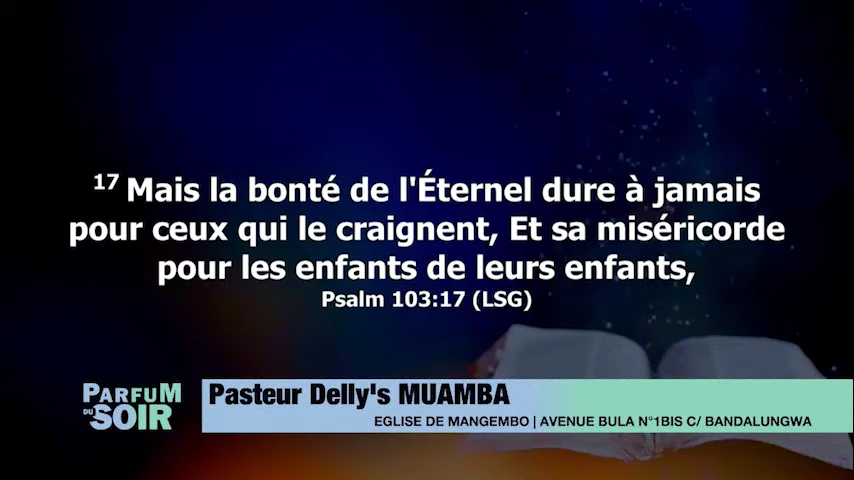 17 Mais la bonté de l'Éternel dure à jamais
pour ceux qui le craignent, Et sa miséricorde
pour les enfants de leurs enfants,
Psalm 103:17 (LSG)
PARFUM
DU SOIR
Pasteur Delly's MUAMBA
EGLISE DE MANGEMBO | AVENUE BULA N°1BIS C/ BANDALUNGWA